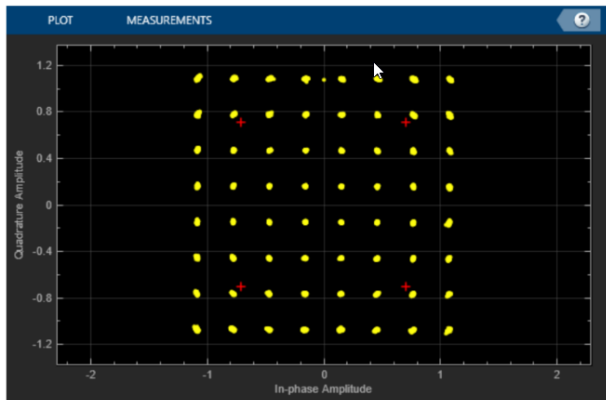 PLOT MEASUREMENTS ?
1.2
0.8
0.4
0
-0.4
-0.8
-1.2
Quadrature Amplitude
-2 -1 0 1 2
In-phase Amplitude